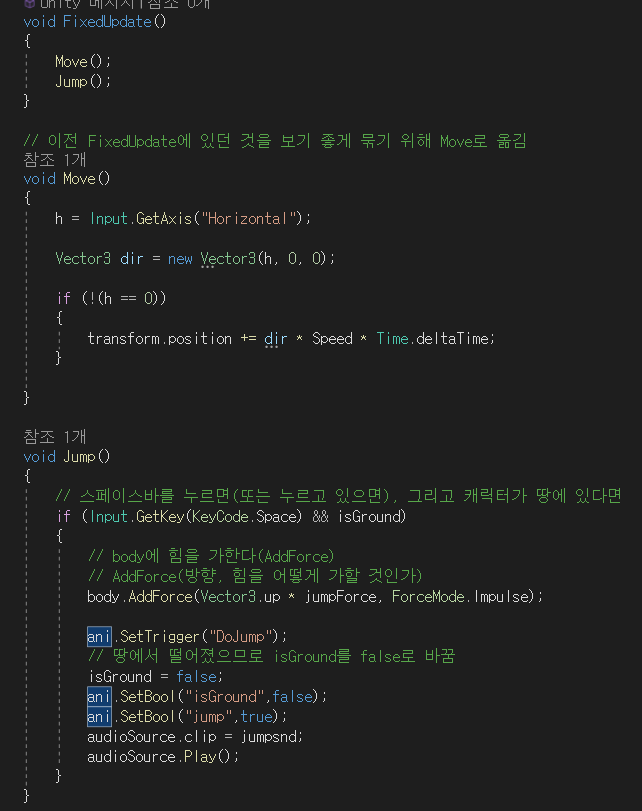 Unity 메시지 | 참조 0개
void FixedUpdate()
{
Move();
Jump();
}
// 이전 FixedUpdate에 있던 것을 보기 좋게 묶기 위해 Move로 옮김
참조 1개
void Move()
{
h = Input.GetAxis("Horizontal");
Vector3 dir = new Vector3(h, 0, 0);
if (!(h == 0))
{
transform.position += dir * Speed * Time.deltaTime;
}
}
참조 1개
void Jump()
{
// 스페이스바를 누르면(또는 누르고 있으면), 그리고 캐릭터가 땅에 있다면
if (Input.GetKey(KeyCode.Space) && isGround)
{
// body에 힘을 가한다(AddForce)
// AddForce(방향, 힘을 어떻게 가할 것인가)
body.AddForce(Vector3.up * jumpForce, ForceMode.Impulse);
ani.SetTrigger("DoJump");
// 땅에서 떨어졌으므로 isGround를 false로 바꿈
isGround = false;
ani.SetBool("isGround",false);
ani.SetBool("jump",true);
audioSource.clip = jumpsnd;
audioSource.Play();
}
}